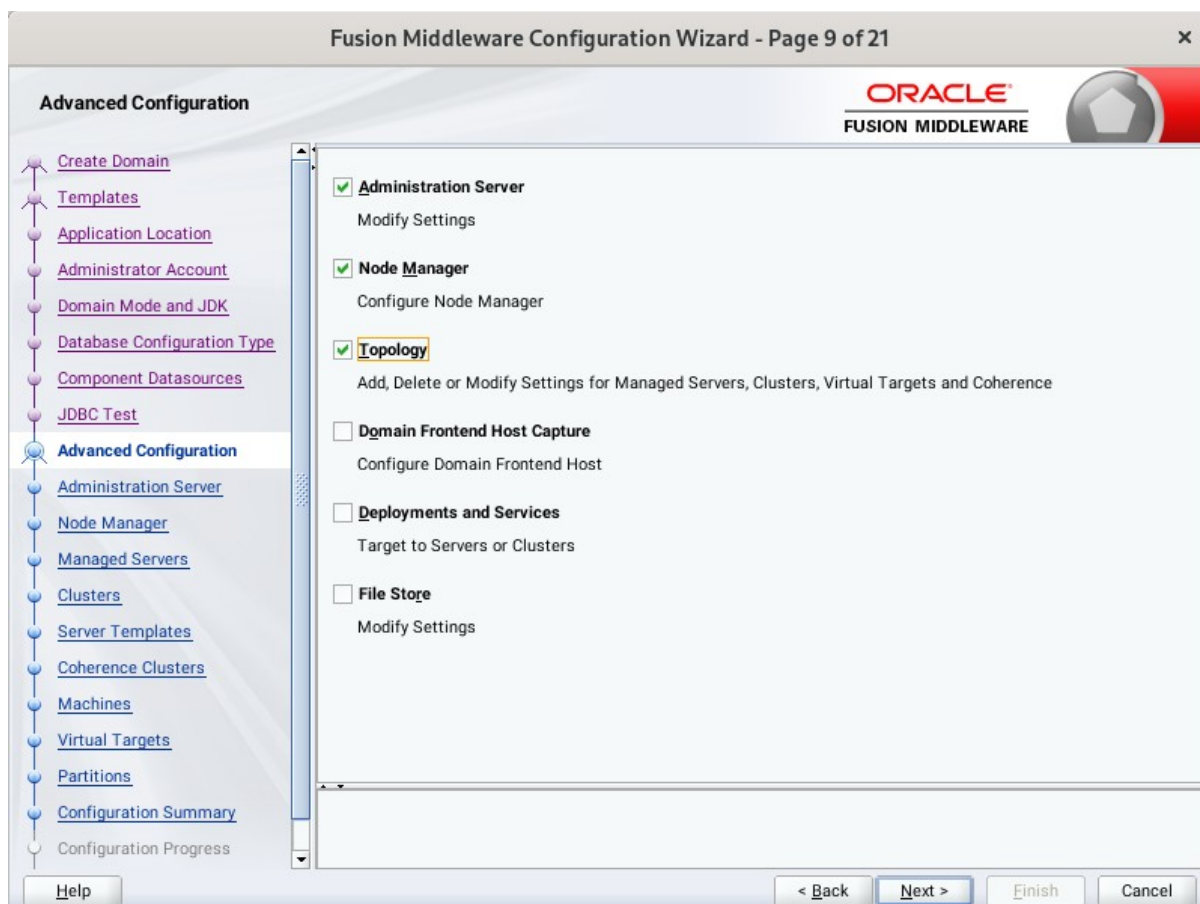 Fusion Middleware Configuration Wizard - Page 9 of 21
Advanced Configuration
ORACLE
FUSION MIDDLEWARE
Create Domain
Templates
Application Location
Administrator Account
Domain Mode and JDK
Database Configuration Type
Component Datasources
JDBC Test
Advanced Configuration
Administration Server
Node Manager
Managed Servers
Clusters
Server Templates
Coherence Clusters
Machines
Virtual Targets
Partitions
Configuration Summary
Configuration Progress
Administration Server
Modify Settings
Node Manager
Configure Node Manager
Topology
Add, Delete or Modify Settings for Managed Servers, Clusters, Virtual Targets and Coherence
Domain Frontend Host Capture
Configure Domain Frontend Host
Deployments and Services
Target to Servers or Clusters
File Store
Modify Settings
Help
< Back
Next >
Finish
Cancel